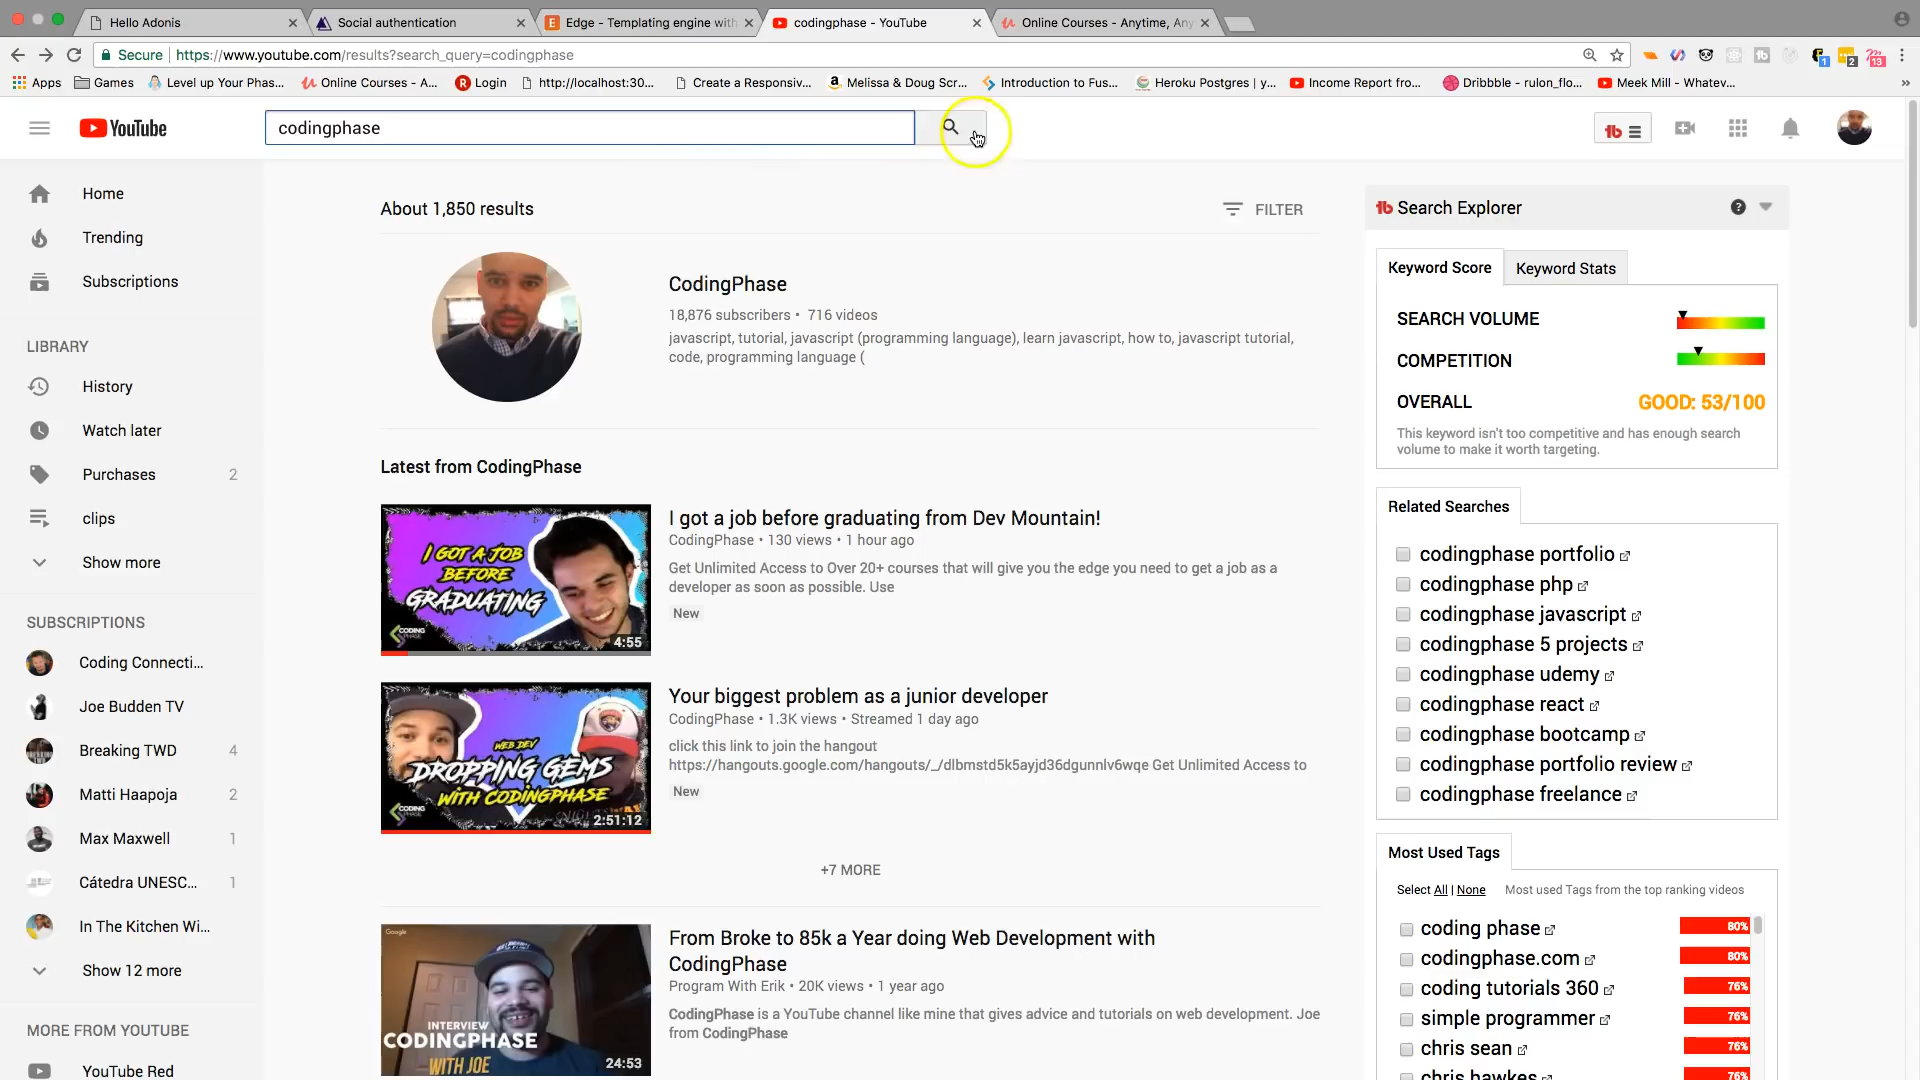 Hello Adonis
Social authentication
Edge - Templating engine with
codingphase - YouTube
Online Courses - Anytime, Any
Secure
https://www.youtube.com/results?search_query=codingphase
Apps
Games
Level up Your Phas...
Online Courses - A...
Login
http://localhost:30...
Create a Responsiv...
Melissa & Doug Scr...
Introduction to Fus...
Heroku Postgres | y...
Income Report fro...
Dribbble - rulon_flo...
Meek Mill - Whatev...
»
1
2
13
YouTube
codingphase
tb
Home
Trending
Subscriptions
LIBRARY
History
Watch later
Purchases 2
clips
Show more
SUBSCRIPTIONS
Coding Connecti...
Joe Budden TV
Breaking TWD 4
Matti Haapoja 2
Max Maxwell 1
Cátedra UNESC... 1
In The Kitchen Wi...
Show 12 more
MORE FROM YOUTUBE
YouTube Red
About 1,850 results
FILTER
CodingPhase
18,876 subscribers • 716 videos
javascript, tutorial, javascript (programming language), learn javascript, how to, javascript tutorial,
code, programming language (
Latest from CodingPhase
I GOT A JOB
BEFORE
GRADUATING
CODING
PHASE
4:55
I got a job before graduating from Dev Mountain!
CodingPhase • 130 views • 1 hour ago
Get Unlimited Access to Over 20+ courses that will give you the edge you need to get a job as a
developer as soon as possible. Use
New
WEB DEV
DROPPING GEMS
WITH CODINGPHASE
CODING
PHASE
2:51:12
Your biggest problem as a junior developer
CodingPhase • 1.3K views • Streamed 1 day ago
click this link to join the hangout
https://hangouts.google.com/hangouts/_/dlbmstd5k5ayjd36dgunnlv6wqe Get Unlimited Access to
New
+7 MORE
Google
INTERVIEW
CODINGPHASE
WITH JOE
24:53
From Broke to 85k a Year doing Web Development with
CodingPhase
Program With Erik • 20K views • 1 year ago
CodingPhase is a YouTube channel like mine that gives advice and tutorials on web development. Joe
from CodingPhase
tb Search Explorer
?
Keyword Score
Keyword Stats
SEARCH VOLUME
COMPETITION
OVERALL GOOD: 53/100
This keyword isn't too competitive and has enough search
volume to make it worth targeting.
Related Searches
codingphase portfolio
codingphase php
codingphase javascript
codingphase 5 projects
codingphase udemy
codingphase react
codingphase bootcamp
codingphase portfolio review
codingphase freelance
Most Used Tags
Select All | None Most used Tags from the top ranking videos
coding phase 80%
codingphase.com 80%
coding tutorials 360 76%
simple programmer 76%
chris sean 76%
chris hawkes 76%